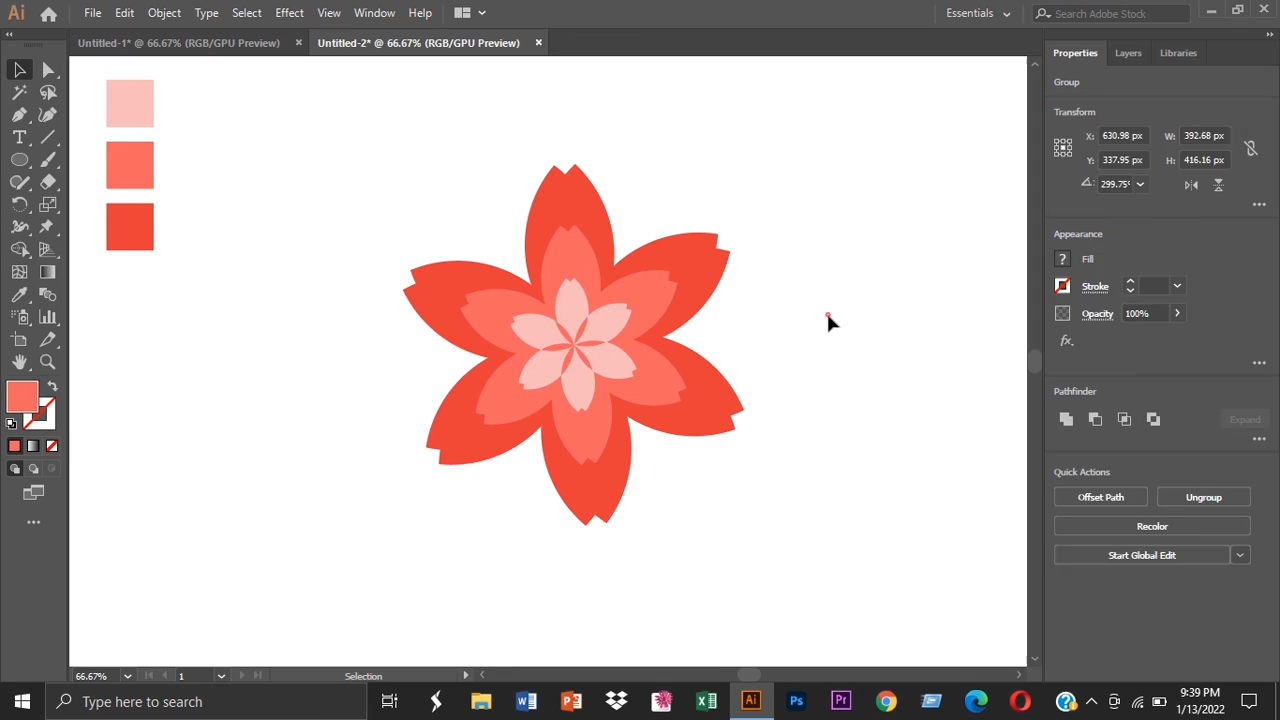 Ai File Edit Object Type Select Effect View Window Help Essentials Search Adobe Stock
Untitled-1* @ 66.67% (RGB/GPU Preview) × Untitled-2* @ 66.67% (RGB/GPU Preview) ×
Properties Layers Libraries
Group
Transform
X: 630.98 px W: 392.68 px
Y: 337.95 px H: 416.16 px
299.75°
Appearance
? Fill
Stroke
Opacity 100%
fx.
Pathfinder
Expand
Quick Actions
Offset Path Ungroup
Recolor
Start Global Edit
66.67% 1 Selection
Type here to search
Ai Ps Pr
9:39 PM
1/13/2022